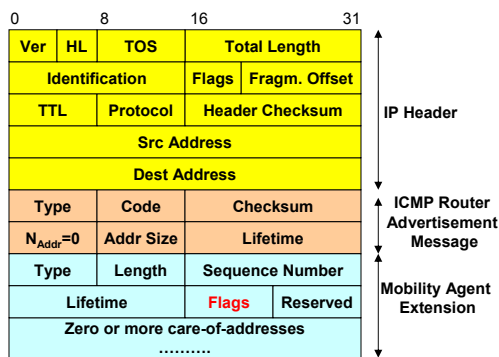 0 8 16 31
Ver HL TOS Total Length
Identification Flags Fragm. Offset
TTL Protocol Header Checksum
IP Header
Src Address
Dest Address
Type Code Checksum
ICMP Router
Advertisement
Message
N_Addr=0 Addr Size Lifetime
Type Length Sequence Number
Mobility Agent
Extension
Lifetime Flags Reserved
Zero or more care-of-addresses
..........